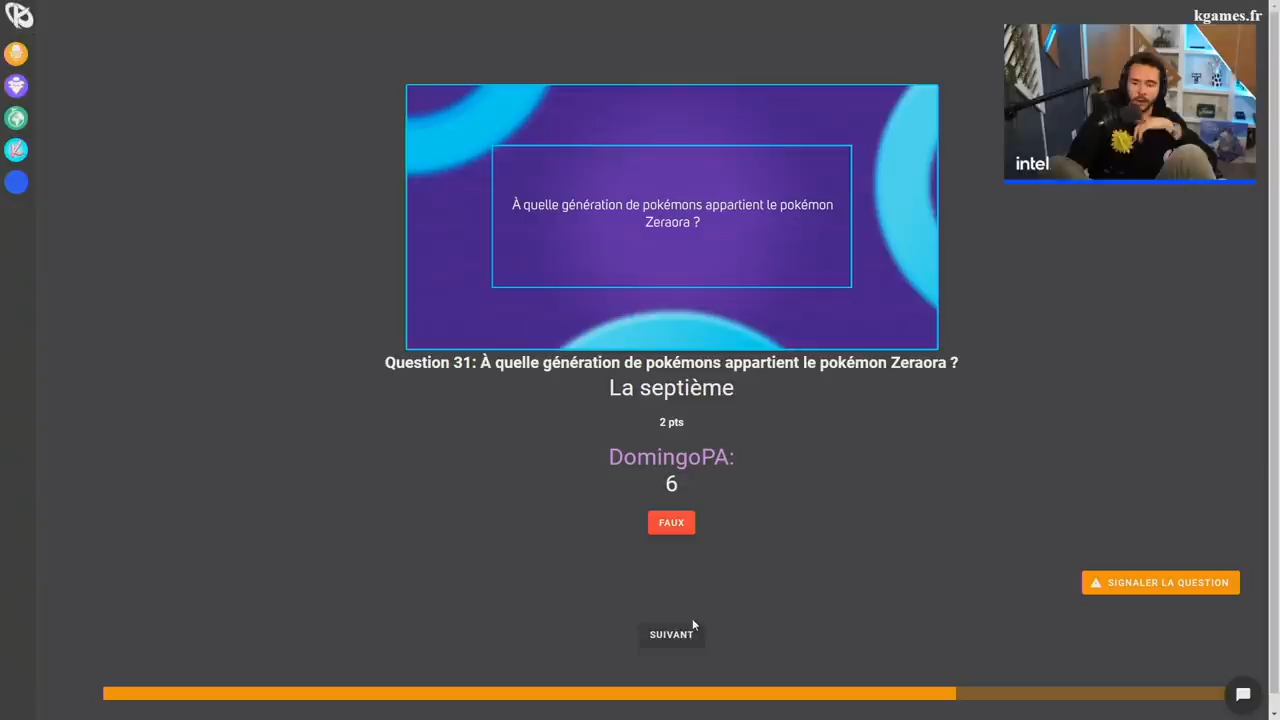 kgames.fr
intel
À quelle génération de pokémons appartient le pokémon
Zeraora ?
Question 31: À quelle génération de pokémons appartient le pokémon Zeraora ?
La septième
2 pts
DomingoPA:
6
FAUX
SIGNALER LA QUESTION
SUIVANT